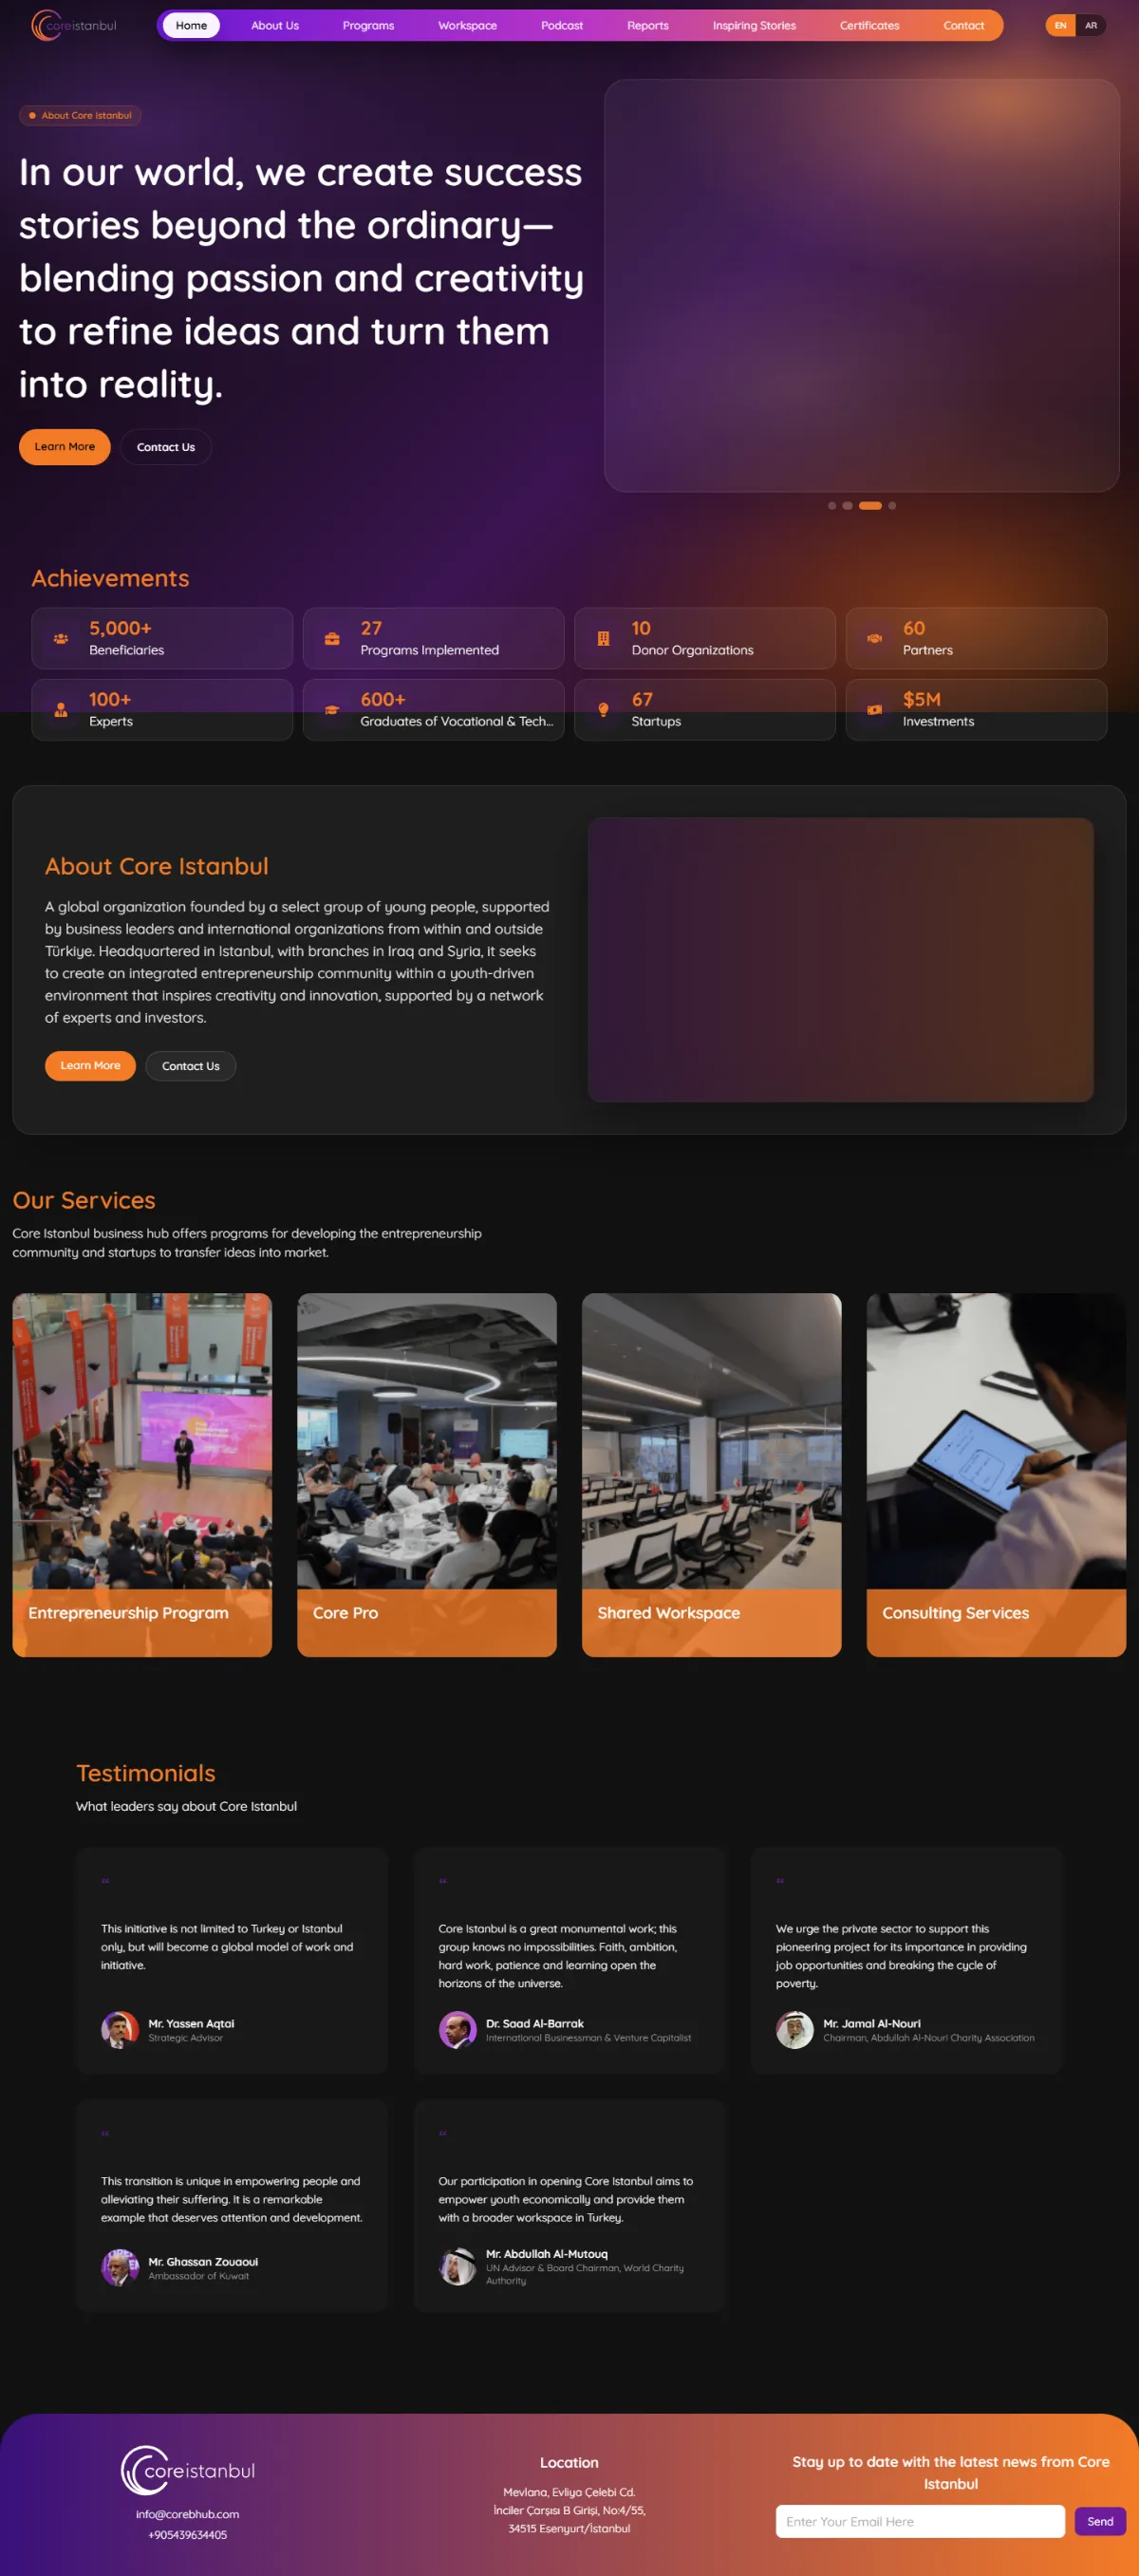 coreistanbul
Home
About Us
Programs
Workspace
Podcast
Reports
Inspiring Stories
Certificates
Contact
EN
AR
About Core Istanbul
In our world, we create success
stories beyond the ordinary—
blending passion and creativity
to refine ideas and turn them
into reality.
Learn More
Contact Us
Achievements
5,000+
Beneficiaries
27
Programs Implemented
10
Donor Organizations
60
Partners
100+
Experts
600+
Graduates of Vocational & Tech...
67
Startups
$5M
Investments
About Core Istanbul
A global organization founded by a select group of young people, supported
by business leaders and international organizations from within and outside
Türkiye. Headquartered in Istanbul, with branches in Iraq and Syria, it seeks
to create an integrated entrepreneurship community within a youth-driven
environment that inspires creativity and innovation, supported by a network
of experts and investors.
Learn More
Contact Us
Our Services
Core Istanbul business hub offers programs for developing the entrepreneurship
community and startups to transfer ideas into market.
Entrepreneurship Program
Core Pro
Shared Workspace
Consulting Services
Testimonials
What leaders say about Core Istanbul
“
This initiative is not limited to Turkey or Istanbul
only, but will become a global model of work and
initiative.
Mr. Yassen Aqtai
Strategic Advisor
“
Core Istanbul is a great monumental work; this
group knows no impossibilities. Faith, ambition,
hard work, patience and learning open the
horizons of the universe.
Dr. Saad Al-Barrak
International Businessman & Venture Capitalist
“
We urge the private sector to support this
pioneering project for its importance in providing
job opportunities and breaking the cycle of
poverty.
Mr. Jamal Al-Nouri
Chairman, Abdullah Al-Nouri Charity Association
“
This transition is unique in empowering people and
alleviating their suffering. It is a remarkable
example that deserves attention and development.
Mr. Ghassan Zouaoui
Ambassador of Kuwait
“
Our participation in opening Core Istanbul aims to
empower youth economically and provide them
with a broader workspace in Turkey.
Mr. Abdullah Al-Mutouq
UN Advisor & Board Chairman, World Charity
Authority
coreistanbul
info@corebhub.com
+905439634405
Location
Mevlana, Evliya Çelebi Cd.
İnciler Çarşısı B Girişi, No:4/55,
34515 Esenyurt/İstanbul
Stay up to date with the latest news from Core
Istanbul
Enter Your Email Here
Send